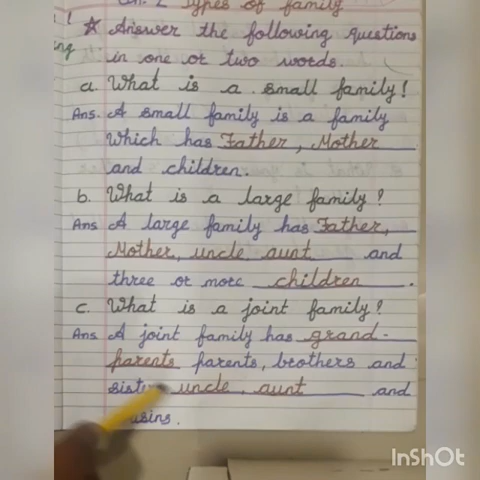 Ch. 2 Types of family
☆ Answer the following questions
in one or two words.
a. What is a small family!
Ans. A small family is a family
Which has Father, Mother
and children.
b. What is a large family?
Ans A large family has Father,
Mother, uncle aunt and
three or more children.
c. What is a joint family?
Ans. A joint family has grand-
parents parents, brothers and
uncle, aunt and
InShOt